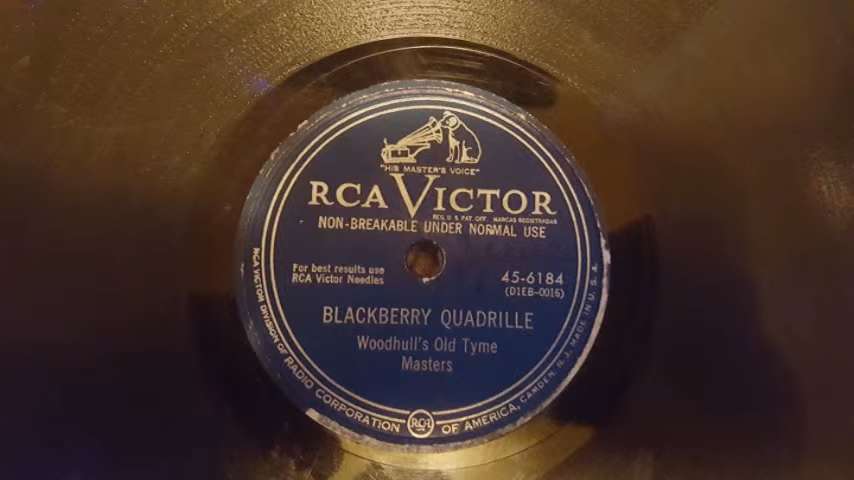 "HIS MASTER'S VOICE"
RCA VICTOR
REG. U. S. PAT. OFF. MARCAS REGISTRADAS
NON-BREAKABLE UNDER NORMAL USE
For best results use
RCA Victor Needles
45-6184
(D1EB-0016)
BLACKBERRY QUADRILLE
Woodhull's Old Tyme
Masters
RCA VICTOR DIVISION OF RADIO CORPORATION RCA OF AMERICA, CAMDEN, N. J. MADE IN U. S. A.